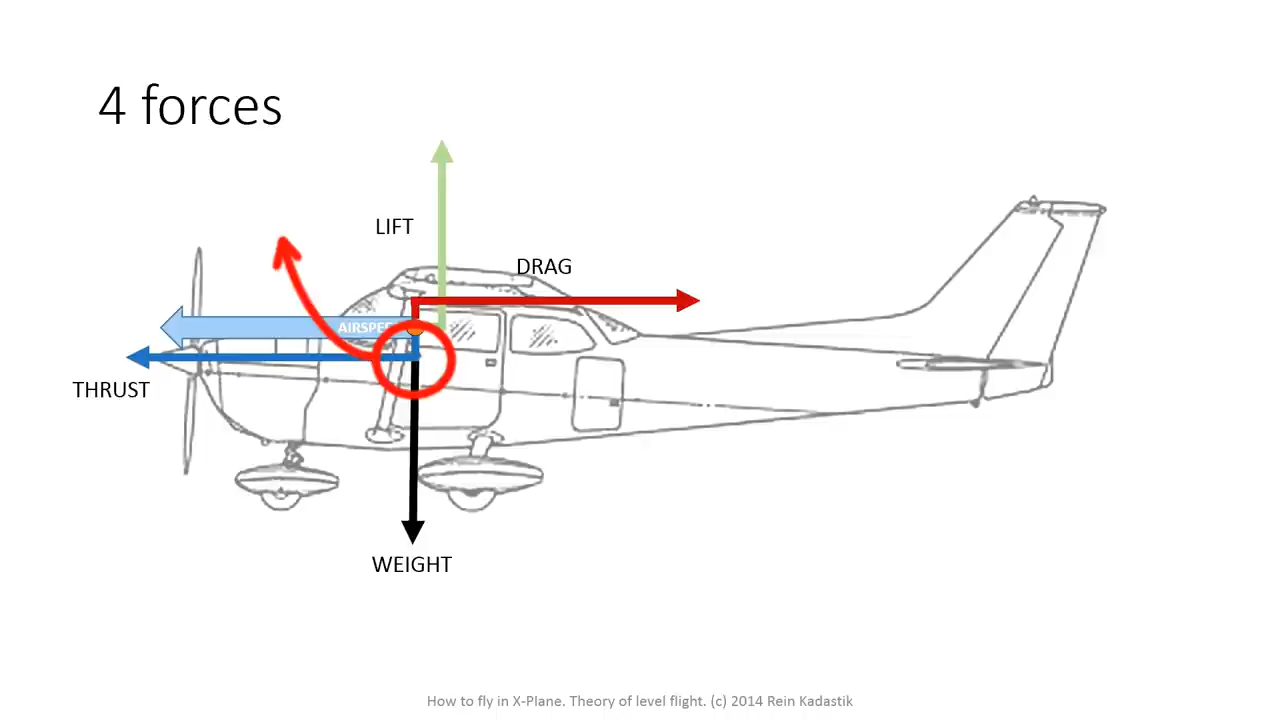 4 forces
LIFT
DRAG
THRUST
WEIGHT
How to fly in X-Plane. Theory of level flight. (c) 2014 Rein Kadastik